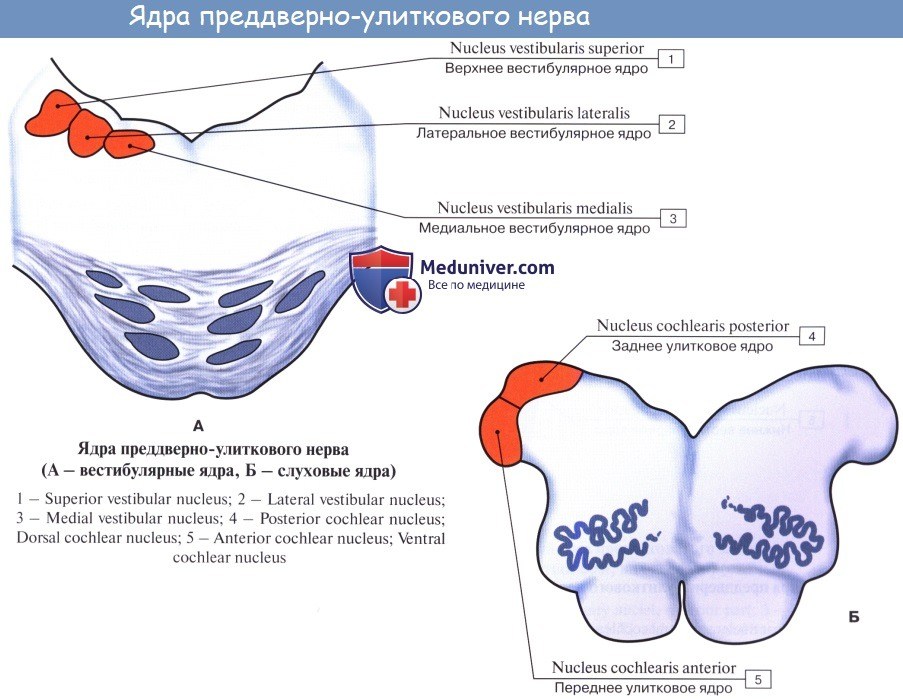 Ядра преддверно-улиткового нерва
Nucleus vestibularis superior
Верхнее вестибулярное ядро
1
Nucleus vestibularis lateralis
Латеральное вестибулярное ядро
2
Nucleus vestibularis medialis
Медиальное вестибулярное ядро
3
Meduniver.com
Все по медицине
Nucleus cochlearis posterior
Заднее улитковое ядро
4
А
Ядра преддверно-улиткового нерва
(А – вестибулярные ядра, Б – слуховые ядра)
1 – Superior vestibular nucleus; 2 – Lateral vestibular nucleus;
3 – Medial vestibular nucleus; 4 – Posterior cochlear nucleus;
Dorsal cochlear nucleus; 5 – Anterior cochlear nucleus; Ventral
cochlear nucleus
Б
Nucleus cochlearis anterior
Переднее улитковое ядро
5